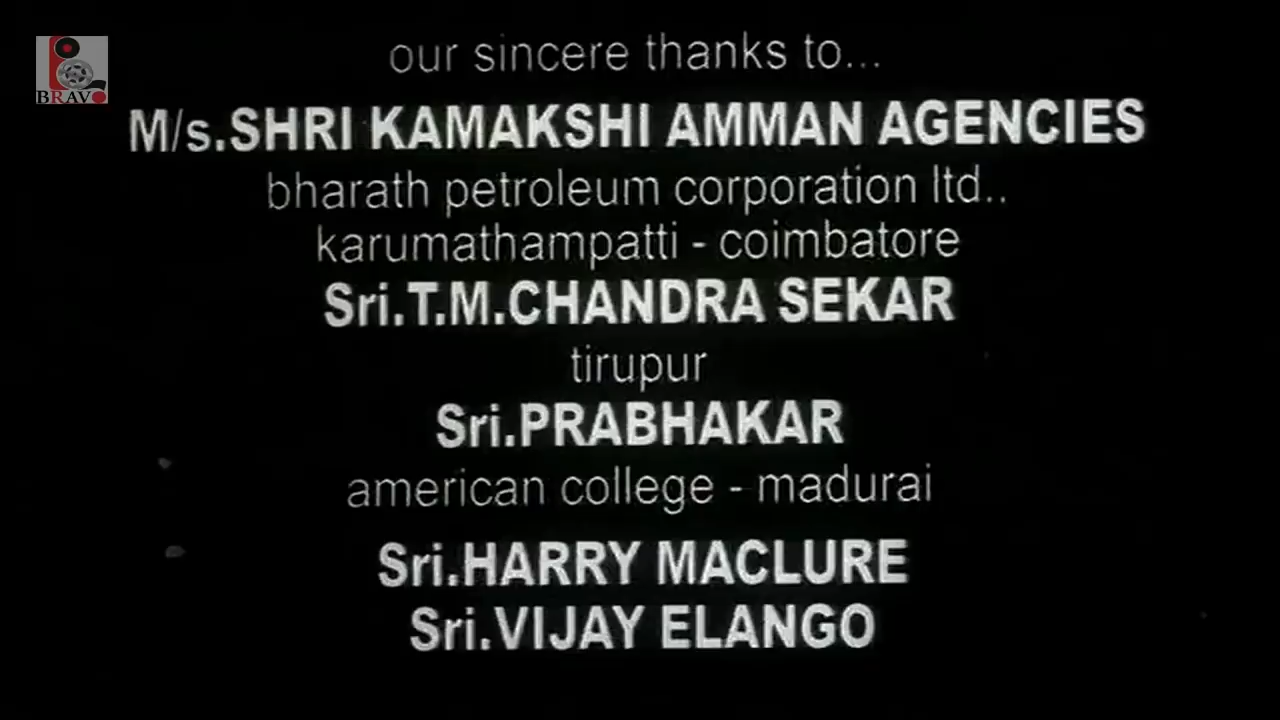 BRAVO
our sincere thanks to...
M/s.SHRI KAMAKSHI AMMAN AGENCIES
bharath petroleum corporation ltd..
karumathampatti - coimbatore
Sri.T.M.CHANDRA SEKAR
tirupur
Sri.PRABHAKAR
american college - madurai
Sri.HARRY MACLURE
Sri.VIJAY ELANGO